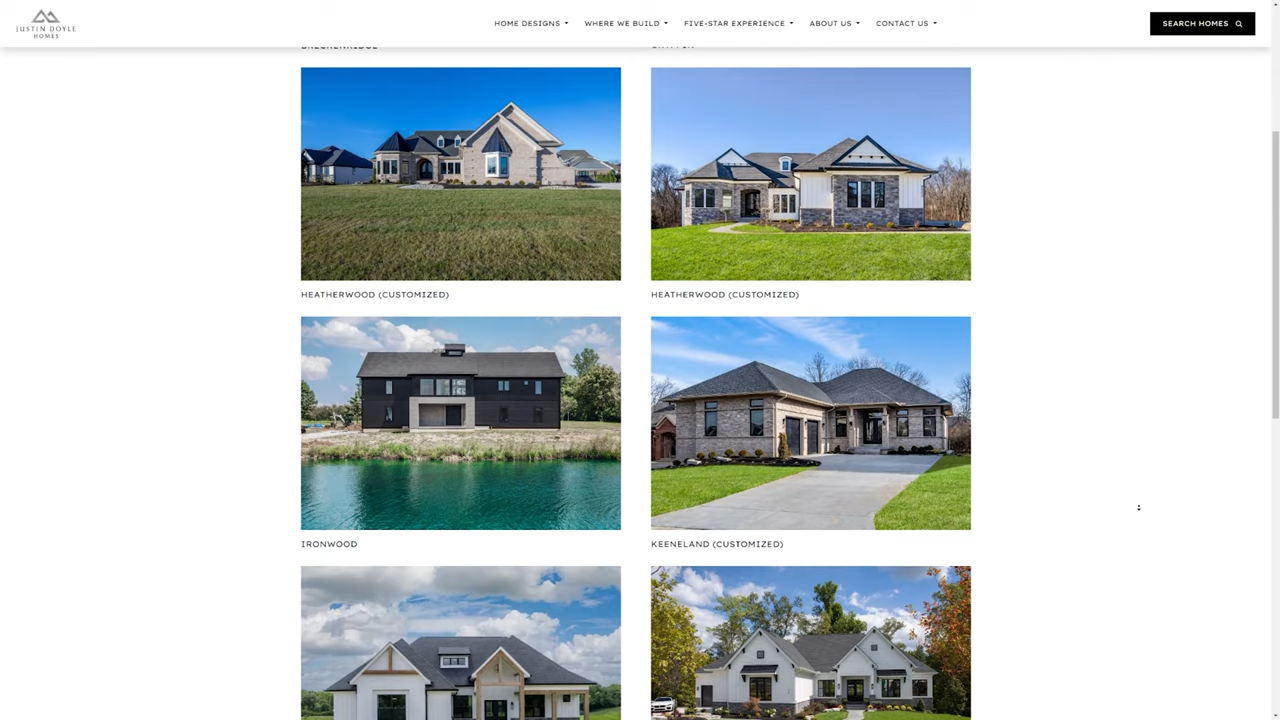 JUSTIN DOYLE
HOMES
HOME DESIGNS
WHERE WE BUILD
FIVE-STAR EXPERIENCE
ABOUT US
CONTACT US
SEARCH HOMES
BRECKENRIDGE
HEATHERWOOD (CUSTOMIZED)
HEATHERWOOD (CUSTOMIZED)
IRONWOOD
KEENELAND (CUSTOMIZED)